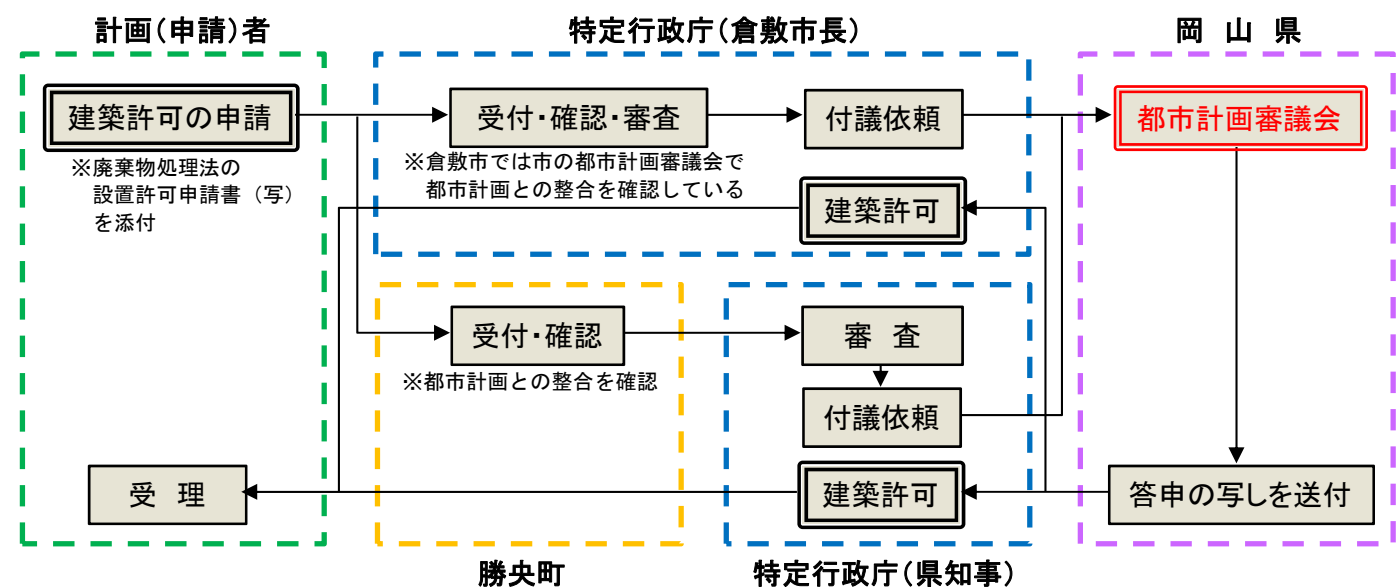 計画(申請)者
特定行政庁(倉敷市長)
岡 山 県
建築許可の申請
受付・確認・審査
付議依頼
都市計画審議会
※廃棄物処理法の
設置許可申請書（写）
を添付
※倉敷市では市の都市計画審議会で
都市計画との整合を確認している
建築許可
受付・確認
審 査
※都市計画との整合を確認
付議依頼
受 理
建築許可
答申の写しを送付
勝央町
特定行政庁(県知事)